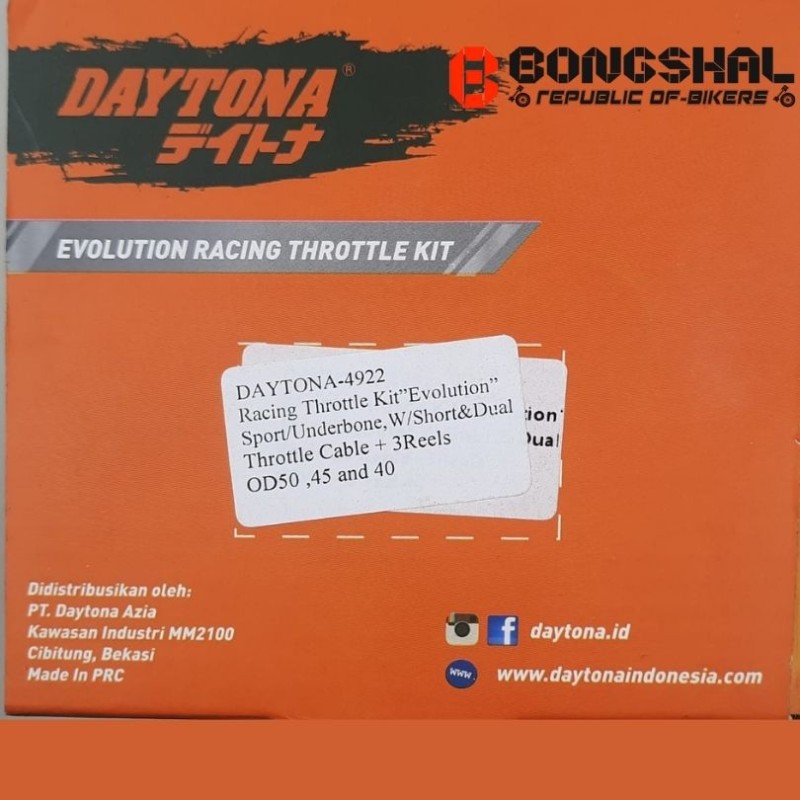 DAYTONA®
デイトナ
BONGSHAL
REPUBLIC OF-BIKERS
EVOLUTION RACING THROTTLE KIT
DAYTONA-4922
Racing Throttle Kit"Evolution"
Sport/Underbone,W/Short&Dual
Throttle Cable + 3Reels
OD50 ,45 and 40
Didistribusikan oleh:
PT. Daytona Azia
Kawasan Industri MM2100
Cibitung, Bekasi
Made In PRC
daytona.id
www.
www.daytonaindonesia.com